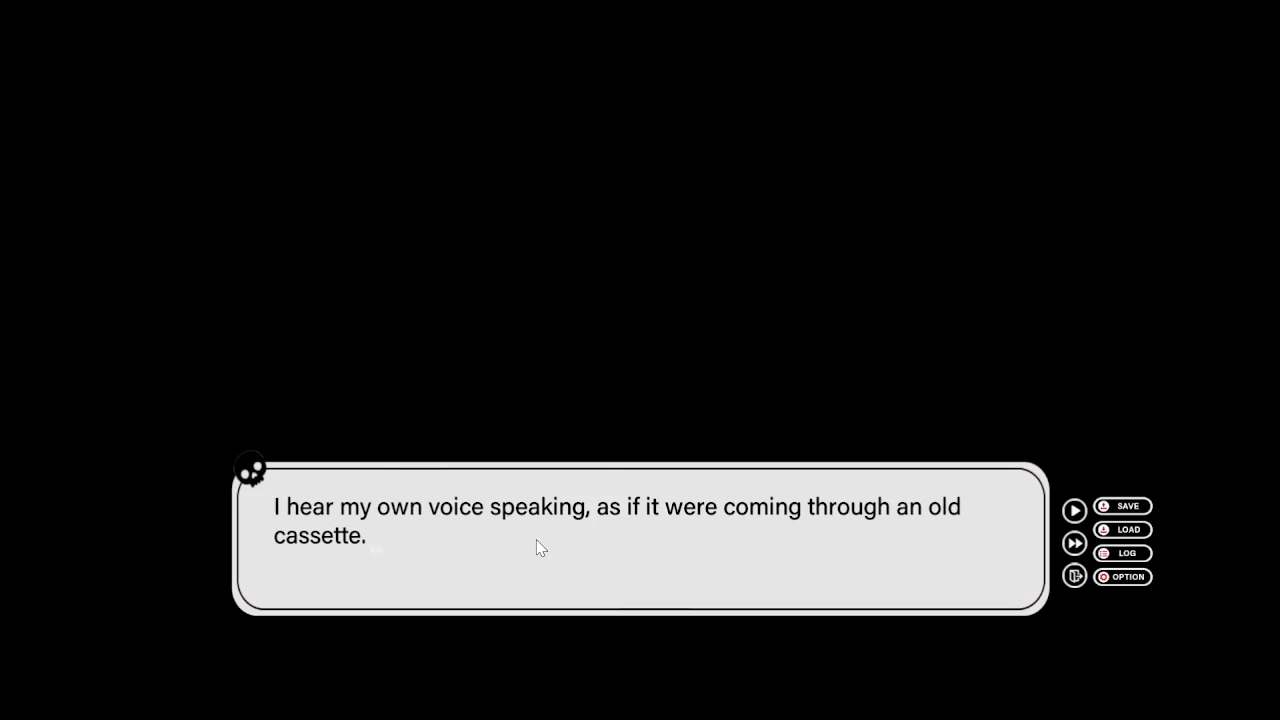 I hear my own voice speaking, as if it were coming through an old
cassette.
SAVE
LOAD
LOG
OPTION